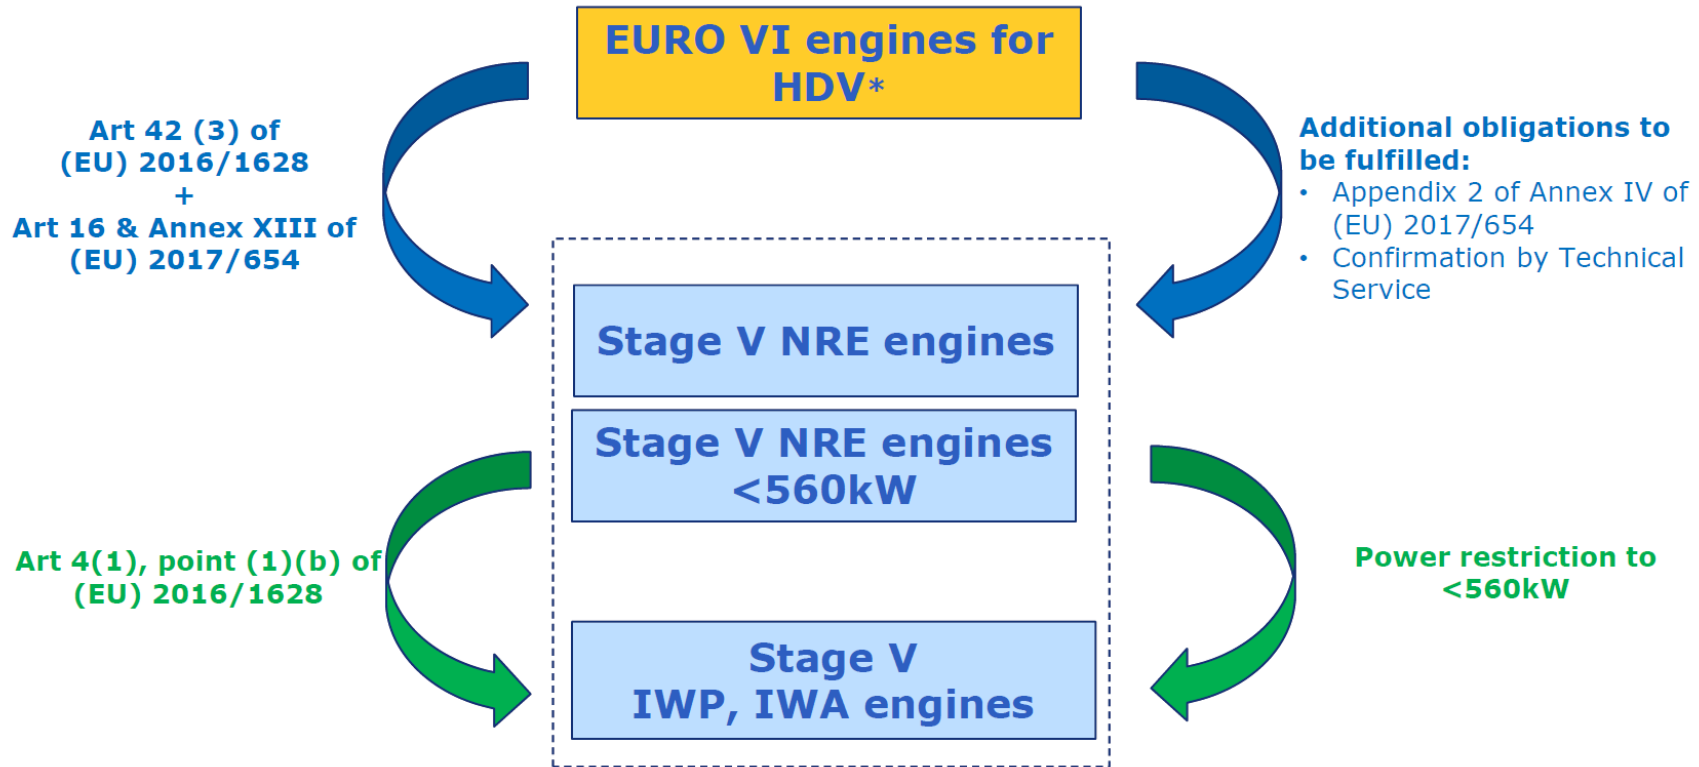 EURO VI engines for
HDV*
Art 42 (3) of
(EU) 2016/1628
+
Art 16 & Annex XIII of
(EU) 2017/654
Additional obligations to
be fulfilled:
• Appendix 2 of Annex IV of
(EU) 2017/654
• Confirmation by Technical
Service
Stage V NRE engines
Stage V NRE engines
<560kW
Art 4(1), point (1)(b) of
(EU) 2016/1628
Power restriction to
<560kW
Stage V
IWP, IWA engines